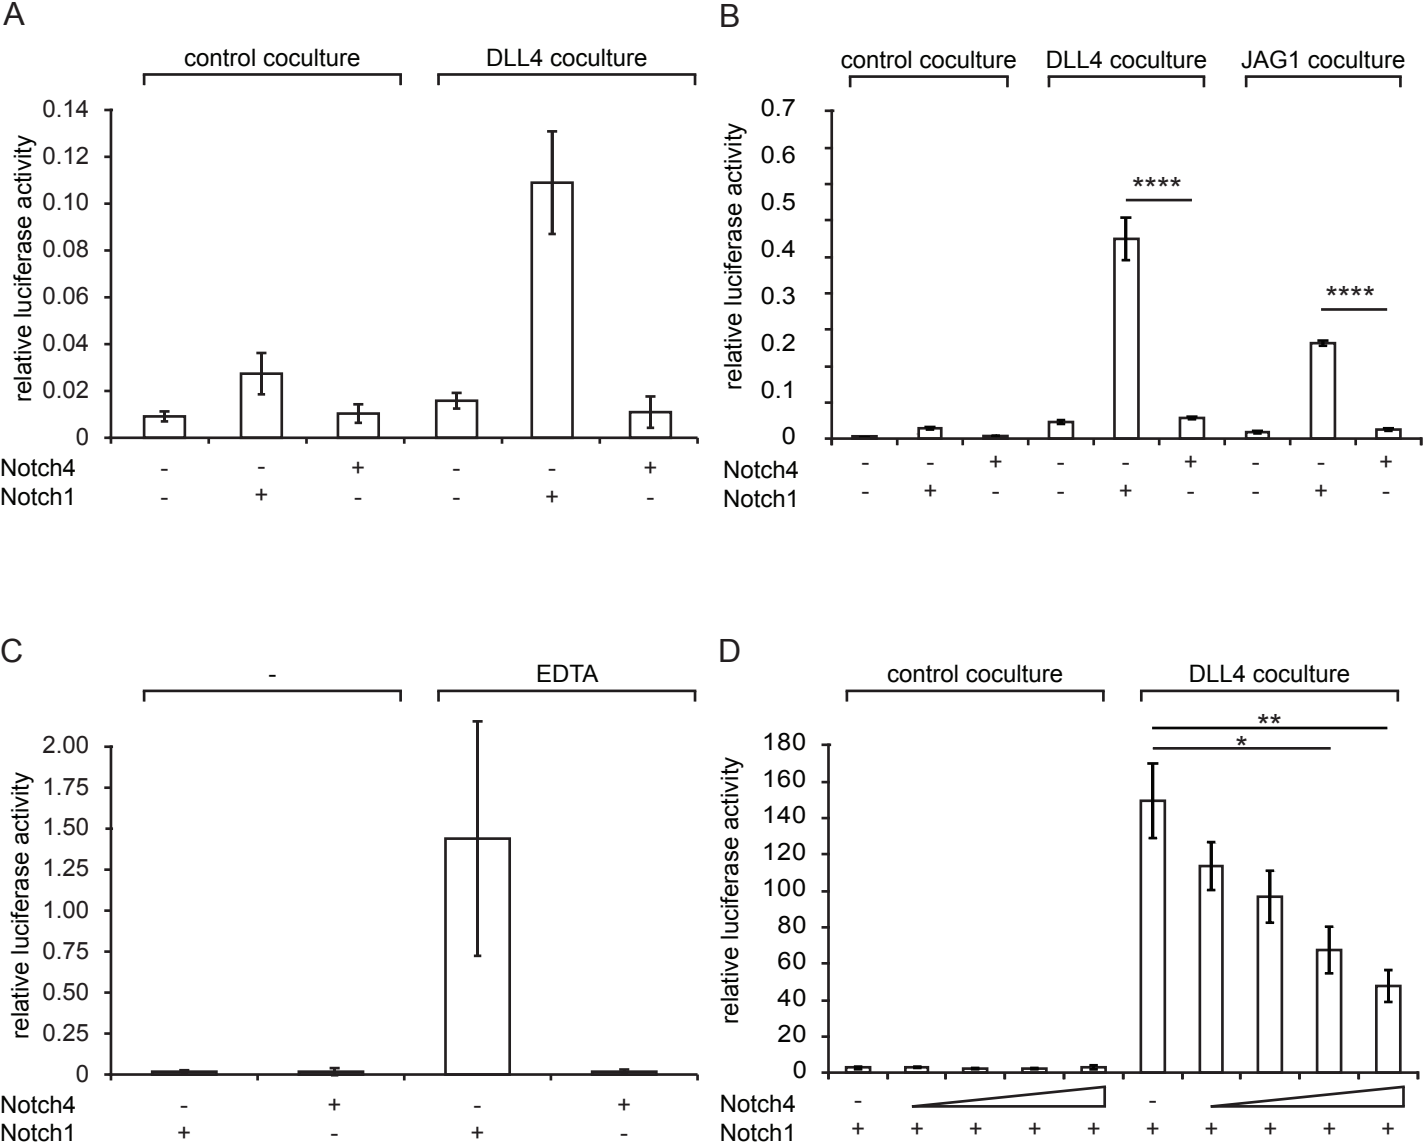 A
control coculture DLL4 coculture
relative luciferase activity
0.14
0.12
0.10
0.08
0.06
0.04
0.02
0
Notch4 - - + - - +
Notch1 - + - - + -
B
control coculture DLL4 coculture JAG1 coculture
relative luciferase activity
0.7
0.6
0.5
0.4
0.3
0.2
0.1
0
****
****
Notch4 - - + - - + - - +
Notch1 - + - - + - - + -
C
- EDTA
relative luciferase activity
2.00
1.75
1.50
1.25
1.00
0.75
0.50
0.25
0
Notch4 - + - +
Notch1 + - + -
D
control coculture DLL4 coculture
relative luciferase activity
180
160
140
120
100
80
60
40
20
0
**
*
Notch4 - -
Notch1 + + + + + + + + + +